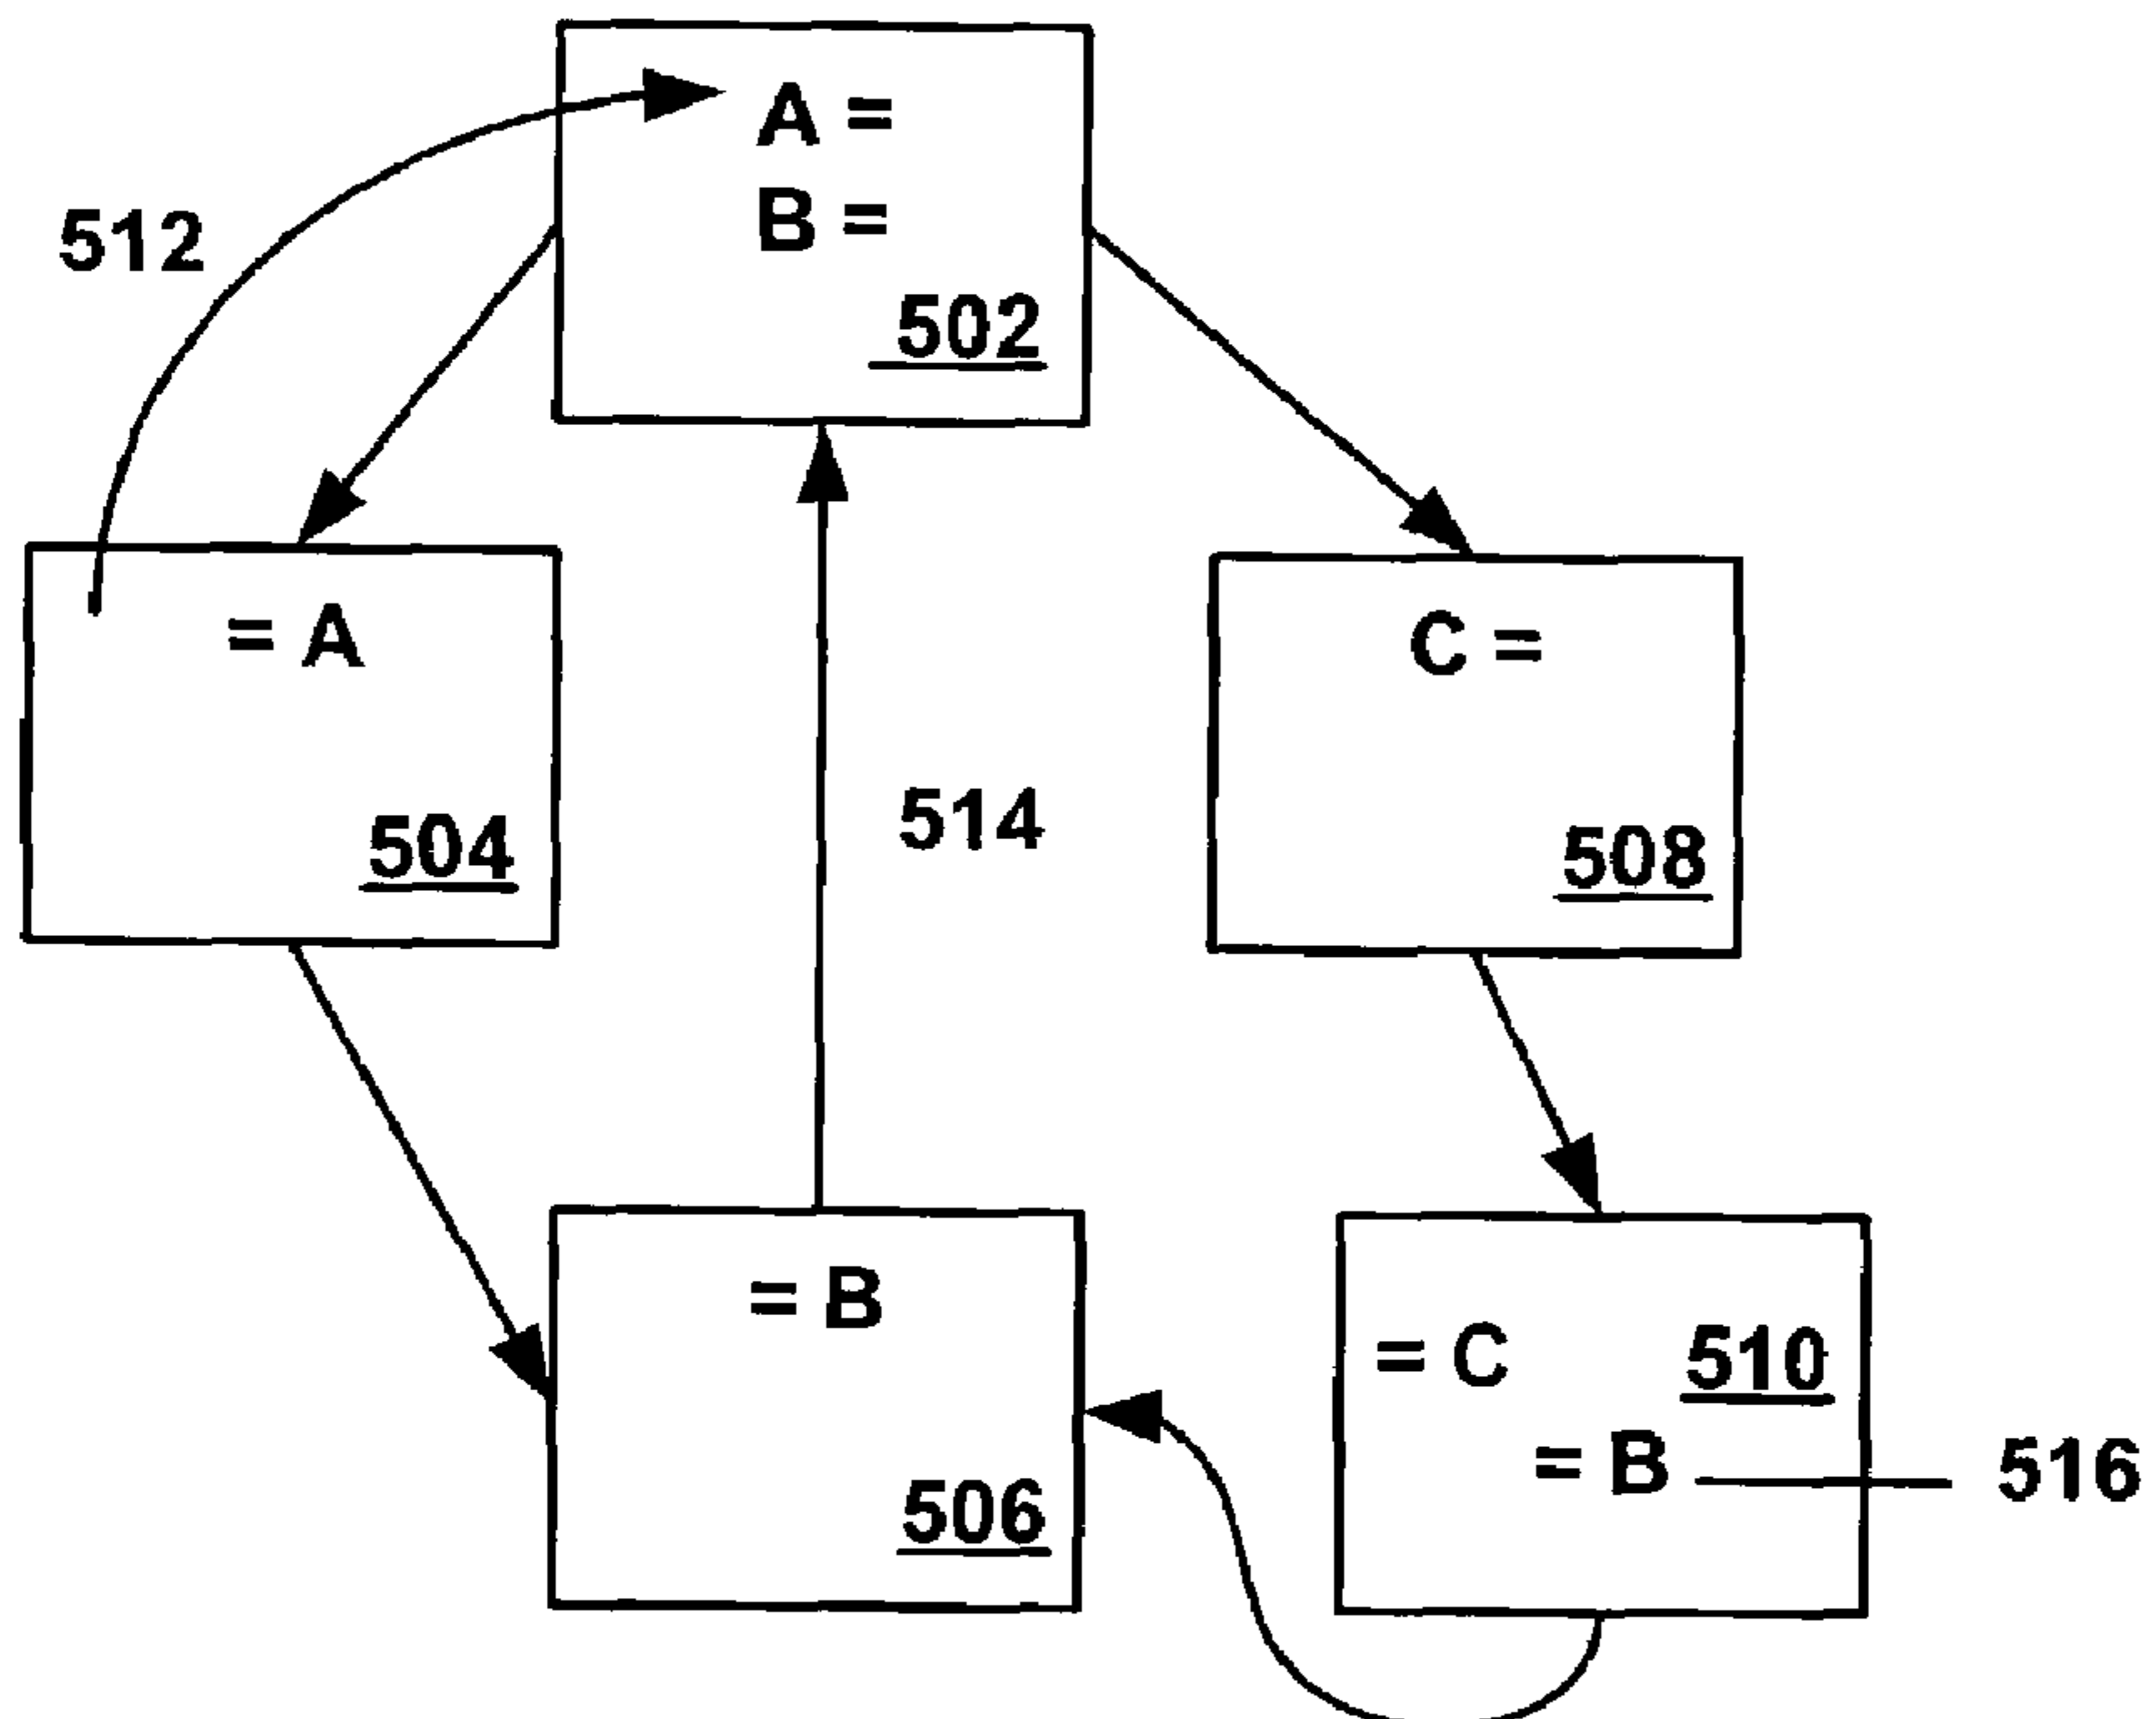 A =
B =
502
512
= A
504
514
C =
508
= B
506
= C
510
= B
516